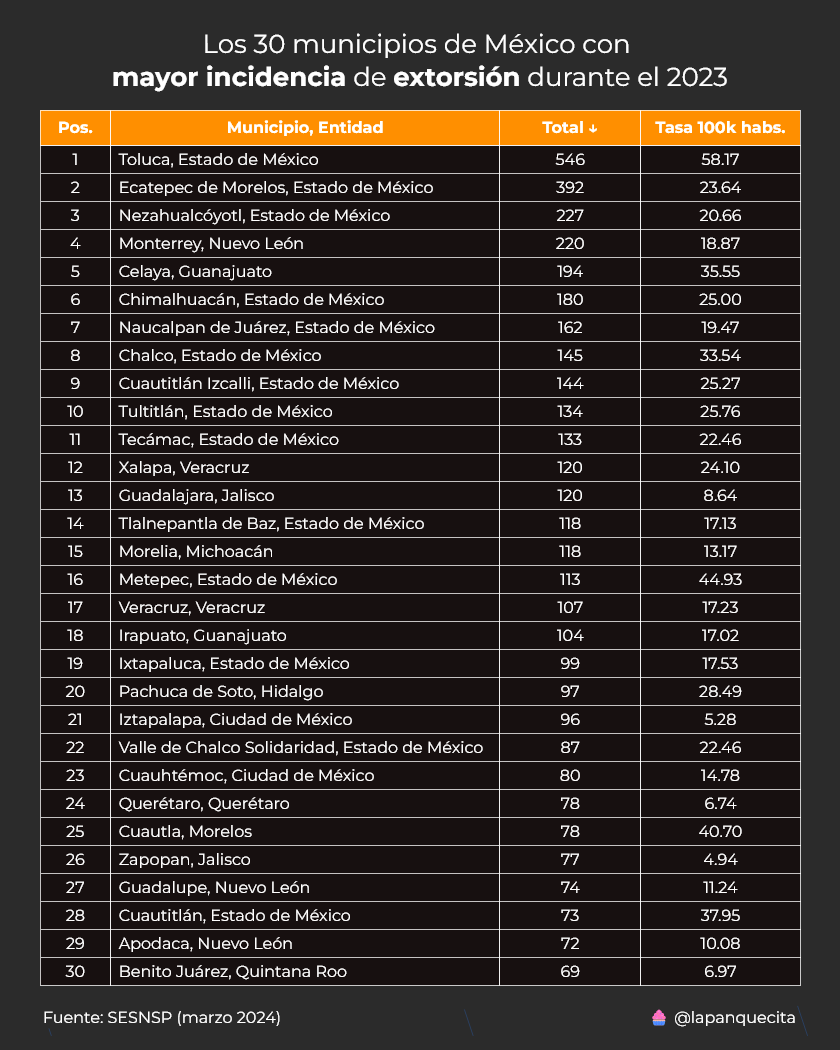 Los 30 municipios de México con
mayor incidencia de extorsión durante el 2023
Pos. Municipio, Entidad Total ↓ Tasa 100k habs.
1 Toluca, Estado de México 546 58.17
2 Ecatepec de Morelos, Estado de México 392 23.64
3 Nezahualcóyotl, Estado de México 227 20.66
4 Monterrey, Nuevo León 220 18.87
5 Celaya, Guanajuato 194 35.55
6 Chimalhuacán, Estado de México 180 25.00
7 Naucalpan de Juárez, Estado de México 162 19.47
8 Chalco, Estado de México 145 33.54
9 Cuautitlán Izcalli, Estado de México 144 25.27
10 Tultitlán, Estado de México 134 25.76
11 Tecámac, Estado de México 133 22.46
12 Xalapa, Veracruz 120 24.10
13 Guadalajara, Jalisco 120 8.64
14 Tlalnepantla de Baz, Estado de México 118 17.13
15 Morelia, Michoacán 118 13.17
16 Metepec, Estado de México 113 44.93
17 Veracruz, Veracruz 107 17.23
18 Irapuato, Guanajuato 104 17.02
19 Ixtapaluca, Estado de México 99 17.53
20 Pachuca de Soto, Hidalgo 97 28.49
21 Iztapalapa, Ciudad de México 96 5.28
22 Valle de Chalco Solidaridad, Estado de México 87 22.46
23 Cuauhtémoc, Ciudad de México 80 14.78
24 Querétaro, Querétaro 78 6.74
25 Cuautla, Morelos 78 40.70
26 Zapopan, Jalisco 77 4.94
27 Guadalupe, Nuevo León 74 11.24
28 Cuautitlán, Estado de México 73 37.95
29 Apodaca, Nuevo León 72 10.08
30 Benito Juárez, Quintana Roo 69 6.97
Fuente: SESNSP (marzo 2024) @lapanquecita